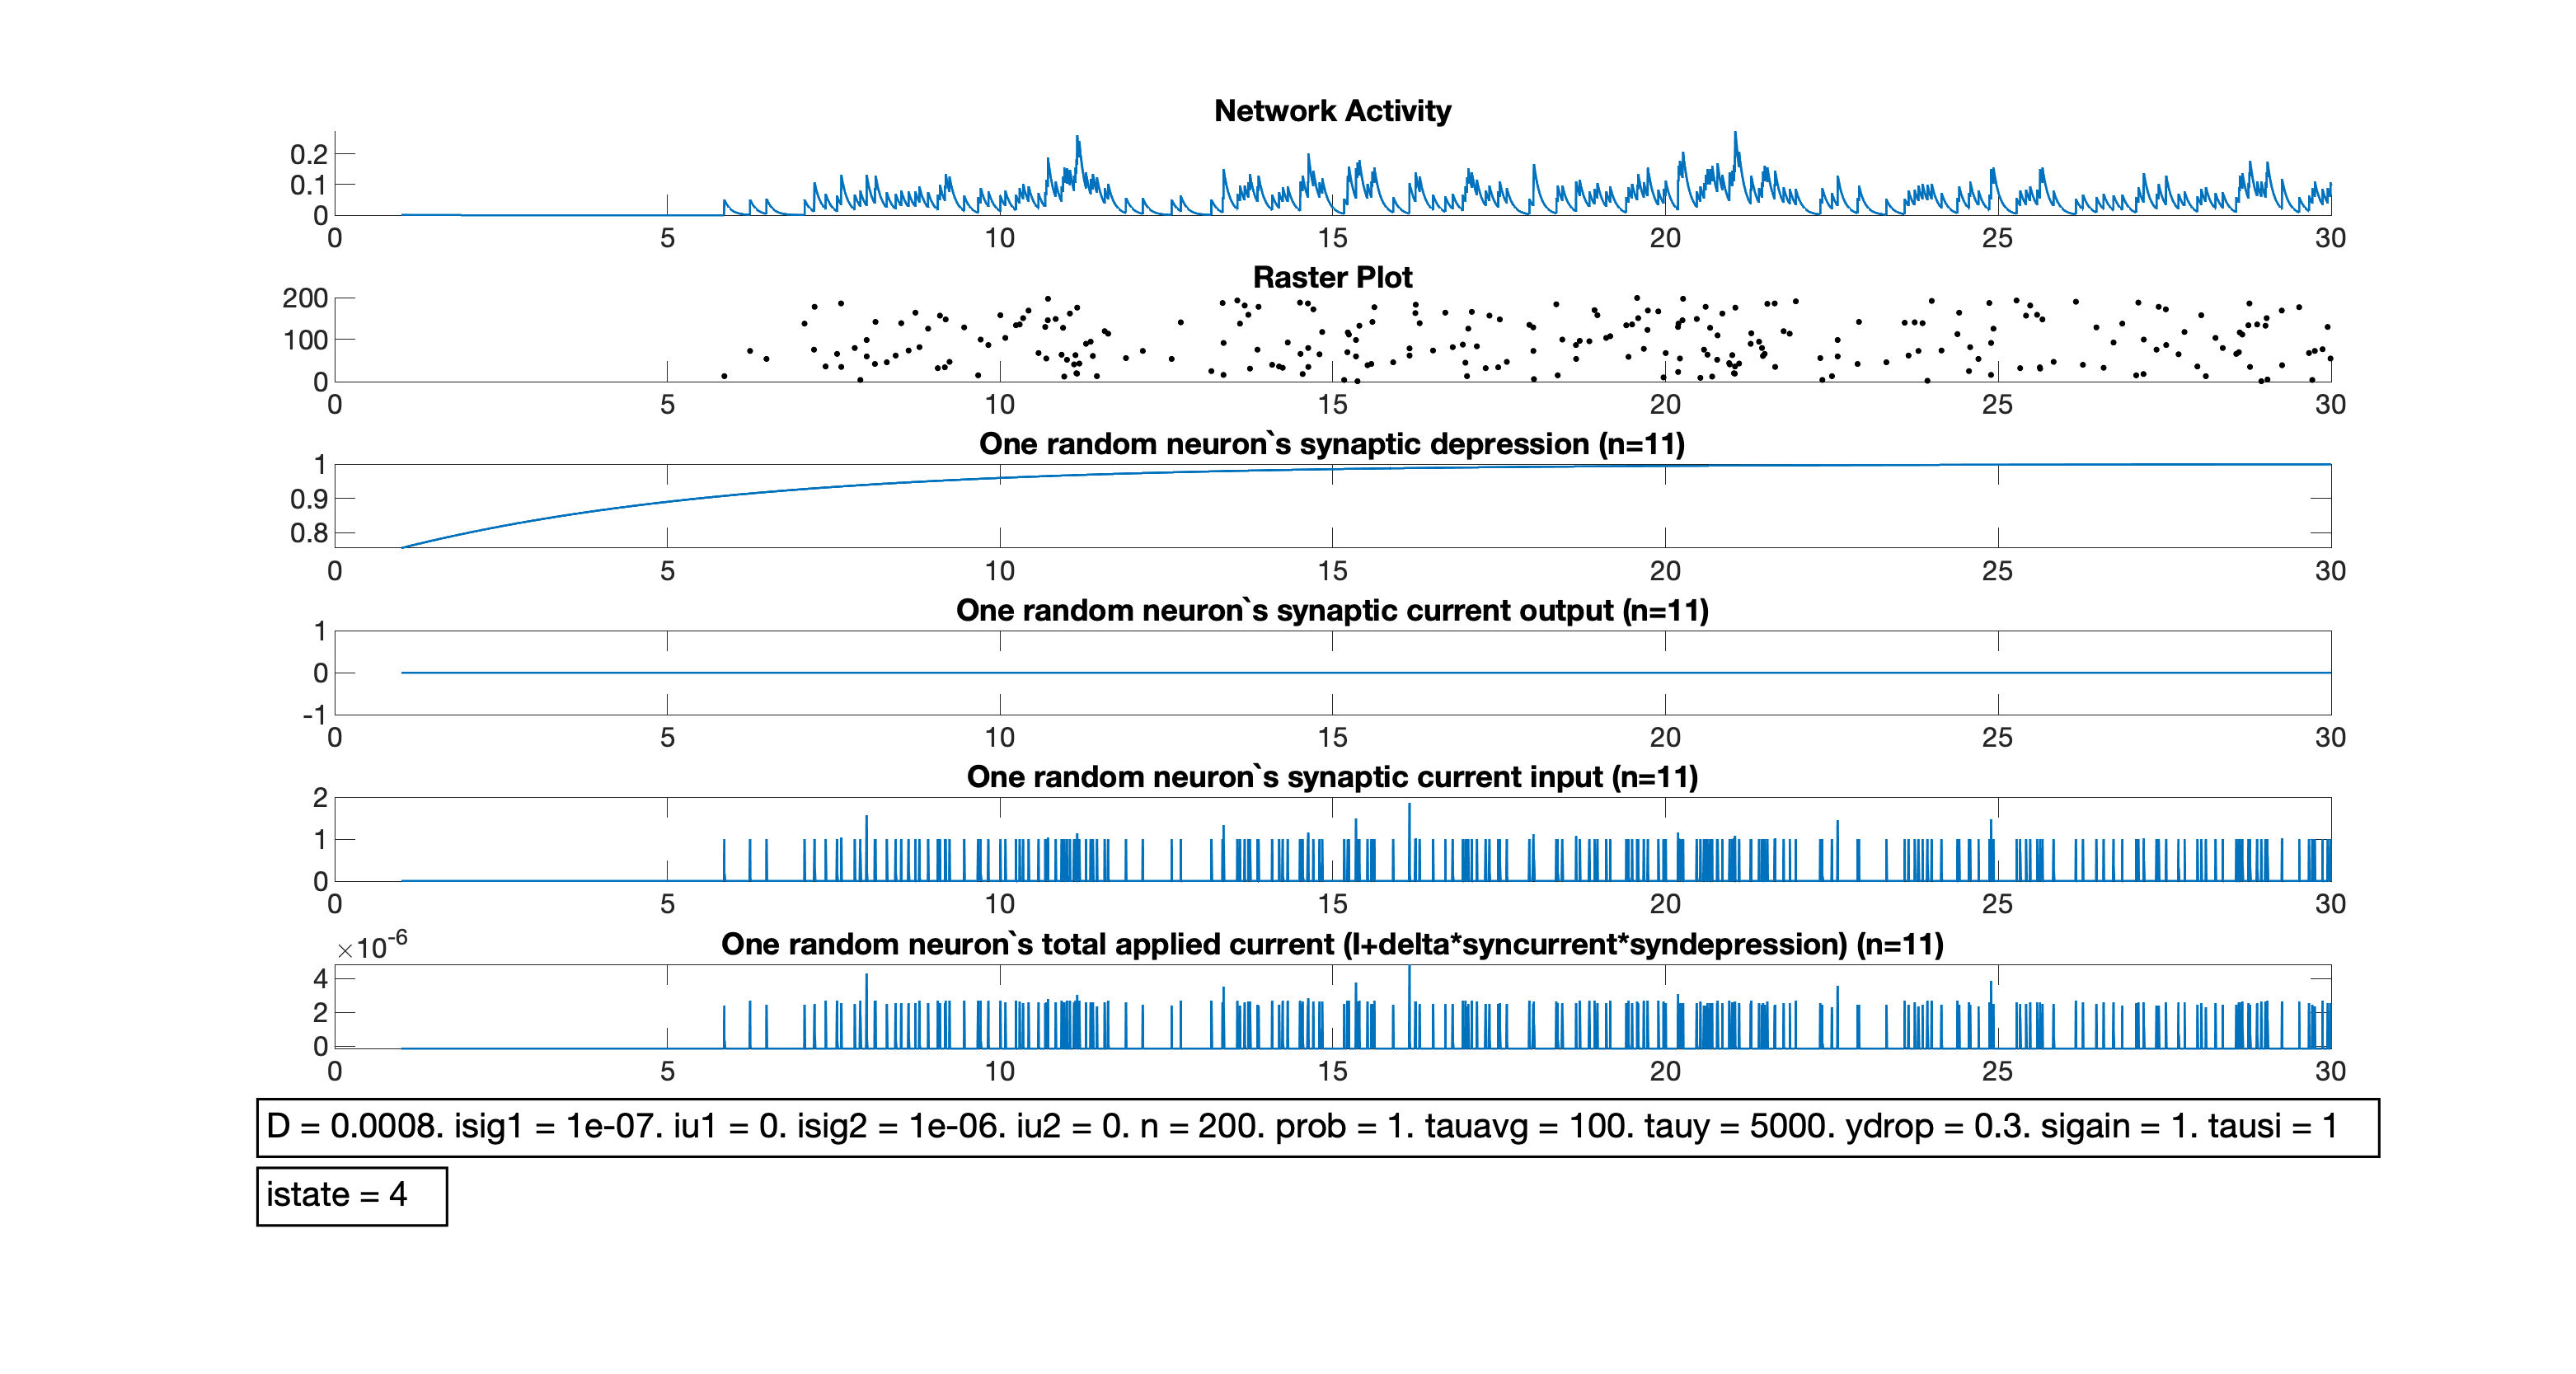 Network Activity
0.2
0.1
0
0 5 10 15 20 25 30
Raster Plot
200
100
0
0 5 10 15 20 25 30
One random neuron`s synaptic depression (n=11)
1
0.9
0.8
0 5 10 15 20 25 30
One random neuron`s synaptic current output (n=11)
1
0
-1
0 5 10 15 20 25 30
One random neuron`s synaptic current input (n=11)
2
1
0
0 5 10 15 20 25 30
×10-6 One random neuron`s total applied current (I+delta*syncurrent*syndepression) (n=11)
4
2
0
0 5 10 15 20 25 30
D = 0.0008. isig1 = 1e-07. iu1 = 0. isig2 = 1e-06. iu2 = 0. n = 200. prob = 1. tauavg = 100. tauy = 5000. ydrop = 0.3. sigain = 1. tausi = 1
istate = 4